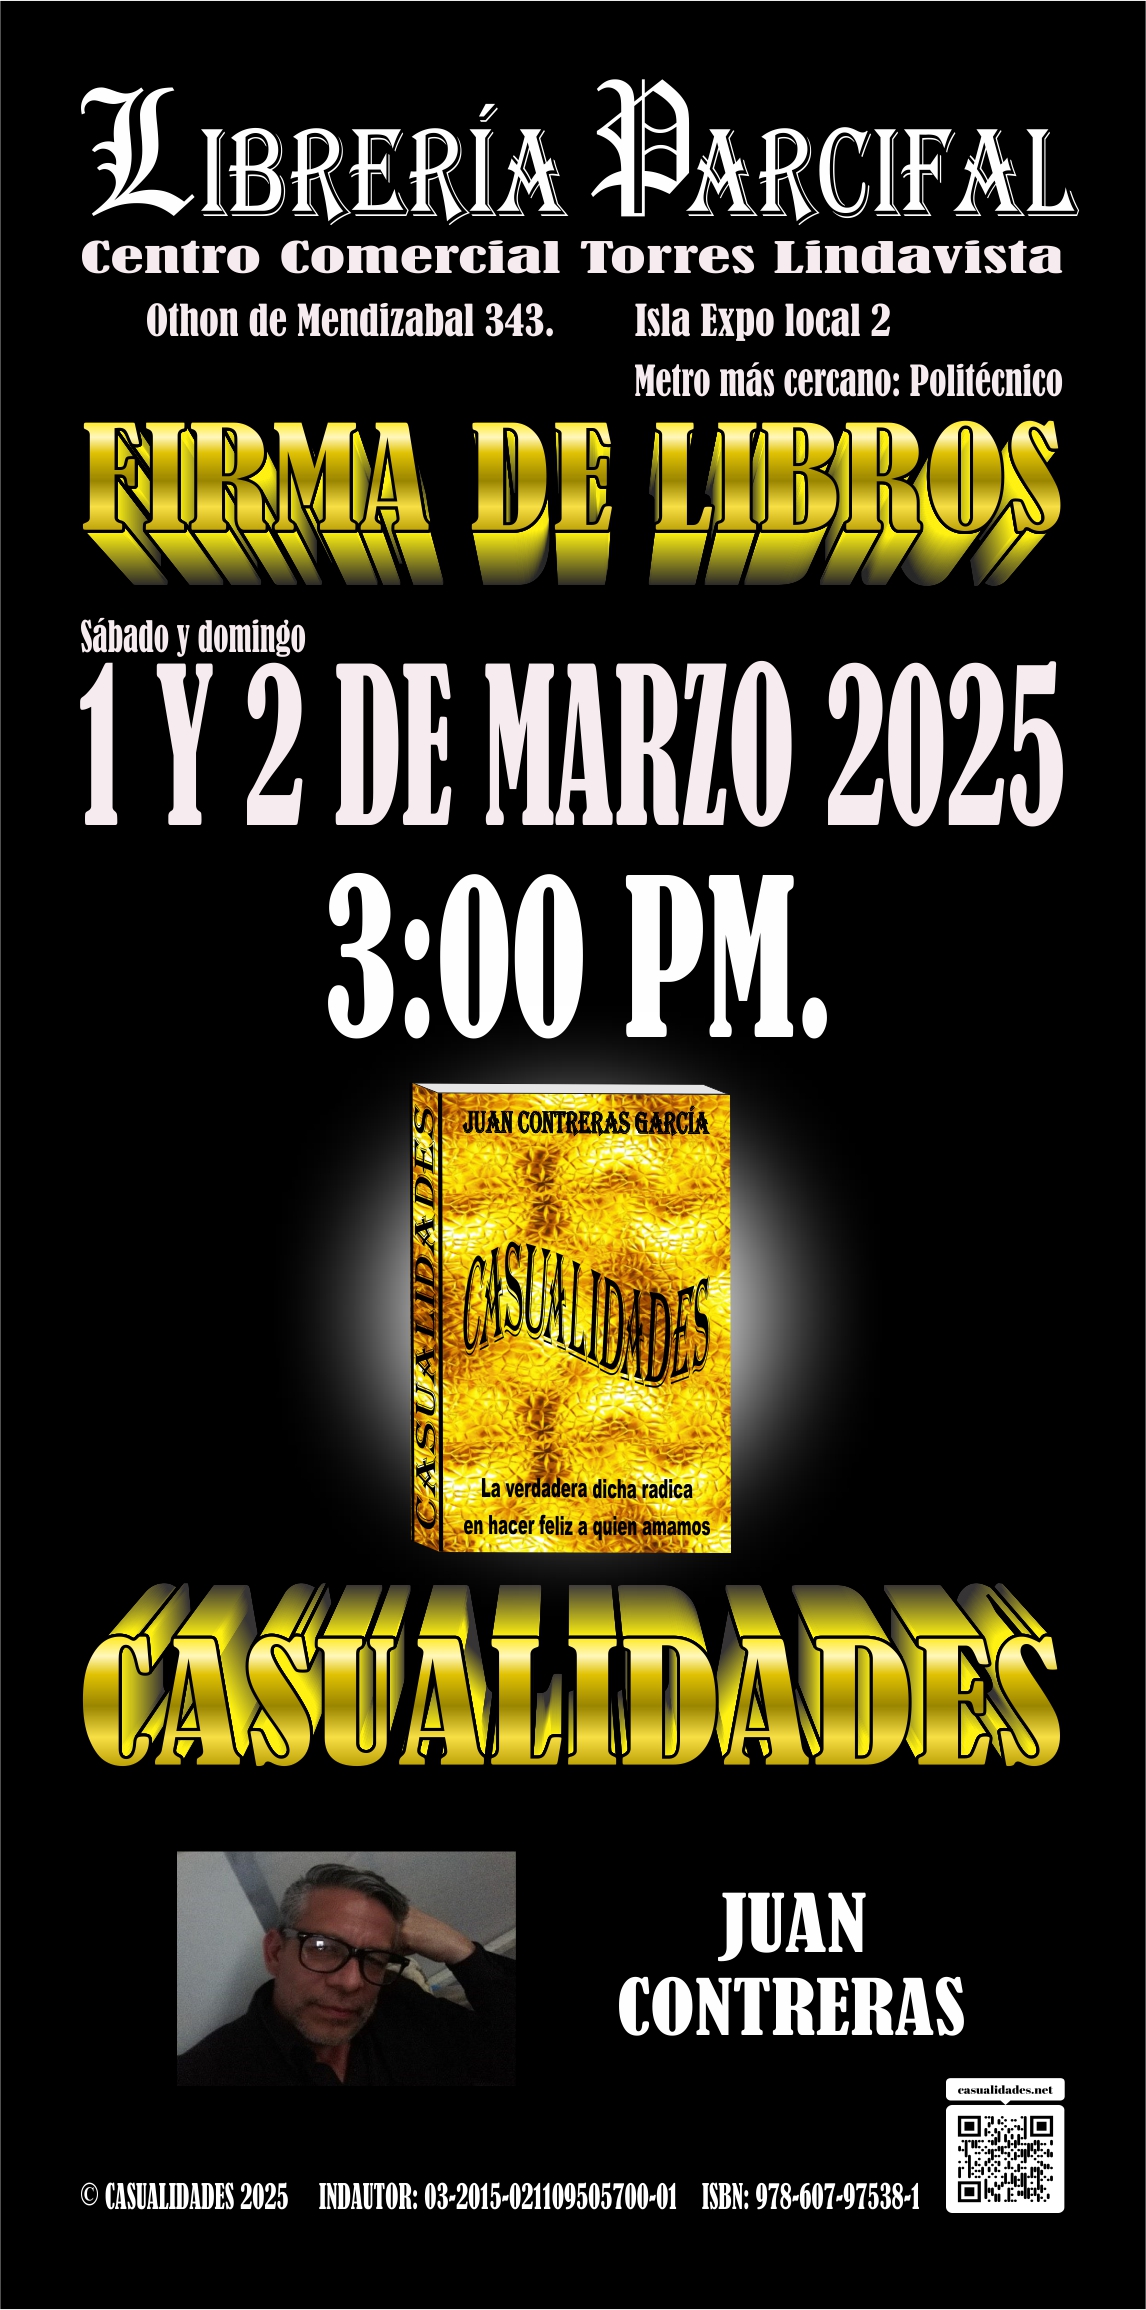 LIBRERÍA PARCIFAL
Centro Comercial Torres Lindavista
Othon de Mendizabal 343. Isla Expo local 2
Metro más cercano: Politécnico
FIRMA DE LIBROS
Sábado y domingo
1 Y 2 DE MARZO 2025
3:00 PM.
CASUALIDADES
JUAN CONTRERAS GARCÍA
CASUALIDADES
La verdadera dicha radica
en hacer feliz a quien amamos
CASUALIDADES
JUAN
CONTRERAS
casualidades.net
© CASUALIDADES 2025 INDAUTOR: 03-2015-021109505700-01 ISBN: 978-607-97538-1